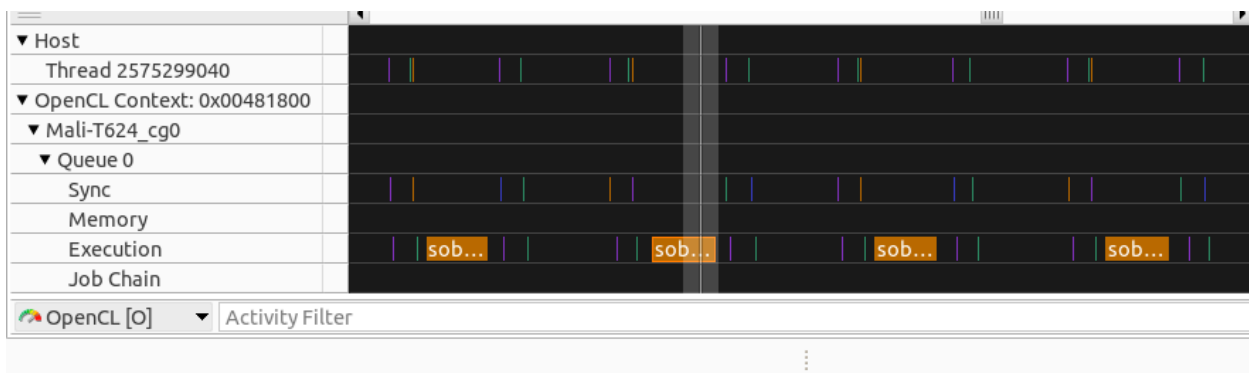 ▼ Host
Thread 2575299040
▼ OpenCL Context: 0x00481800
▼ Mali-T624_cg0
▼ Queue 0
Sync
Memory
Execution sob... sob... sob... sob...
Job Chain
OpenCL [O] ▼ Activity Filter